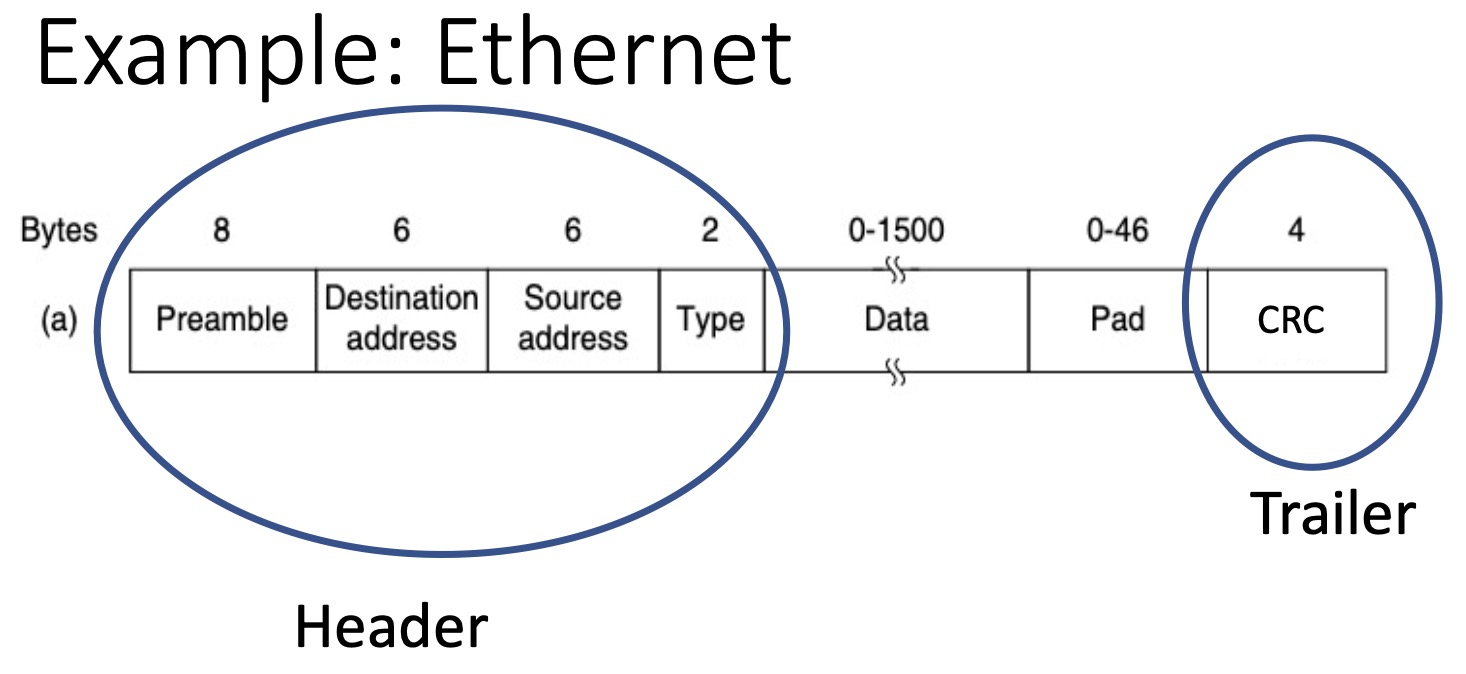 Example: Ethernet
Bytes 8 6 6 2 0-1500 0-46 4
(a) Preamble Destination address Source address Type Data Pad CRC
Trailer
Header